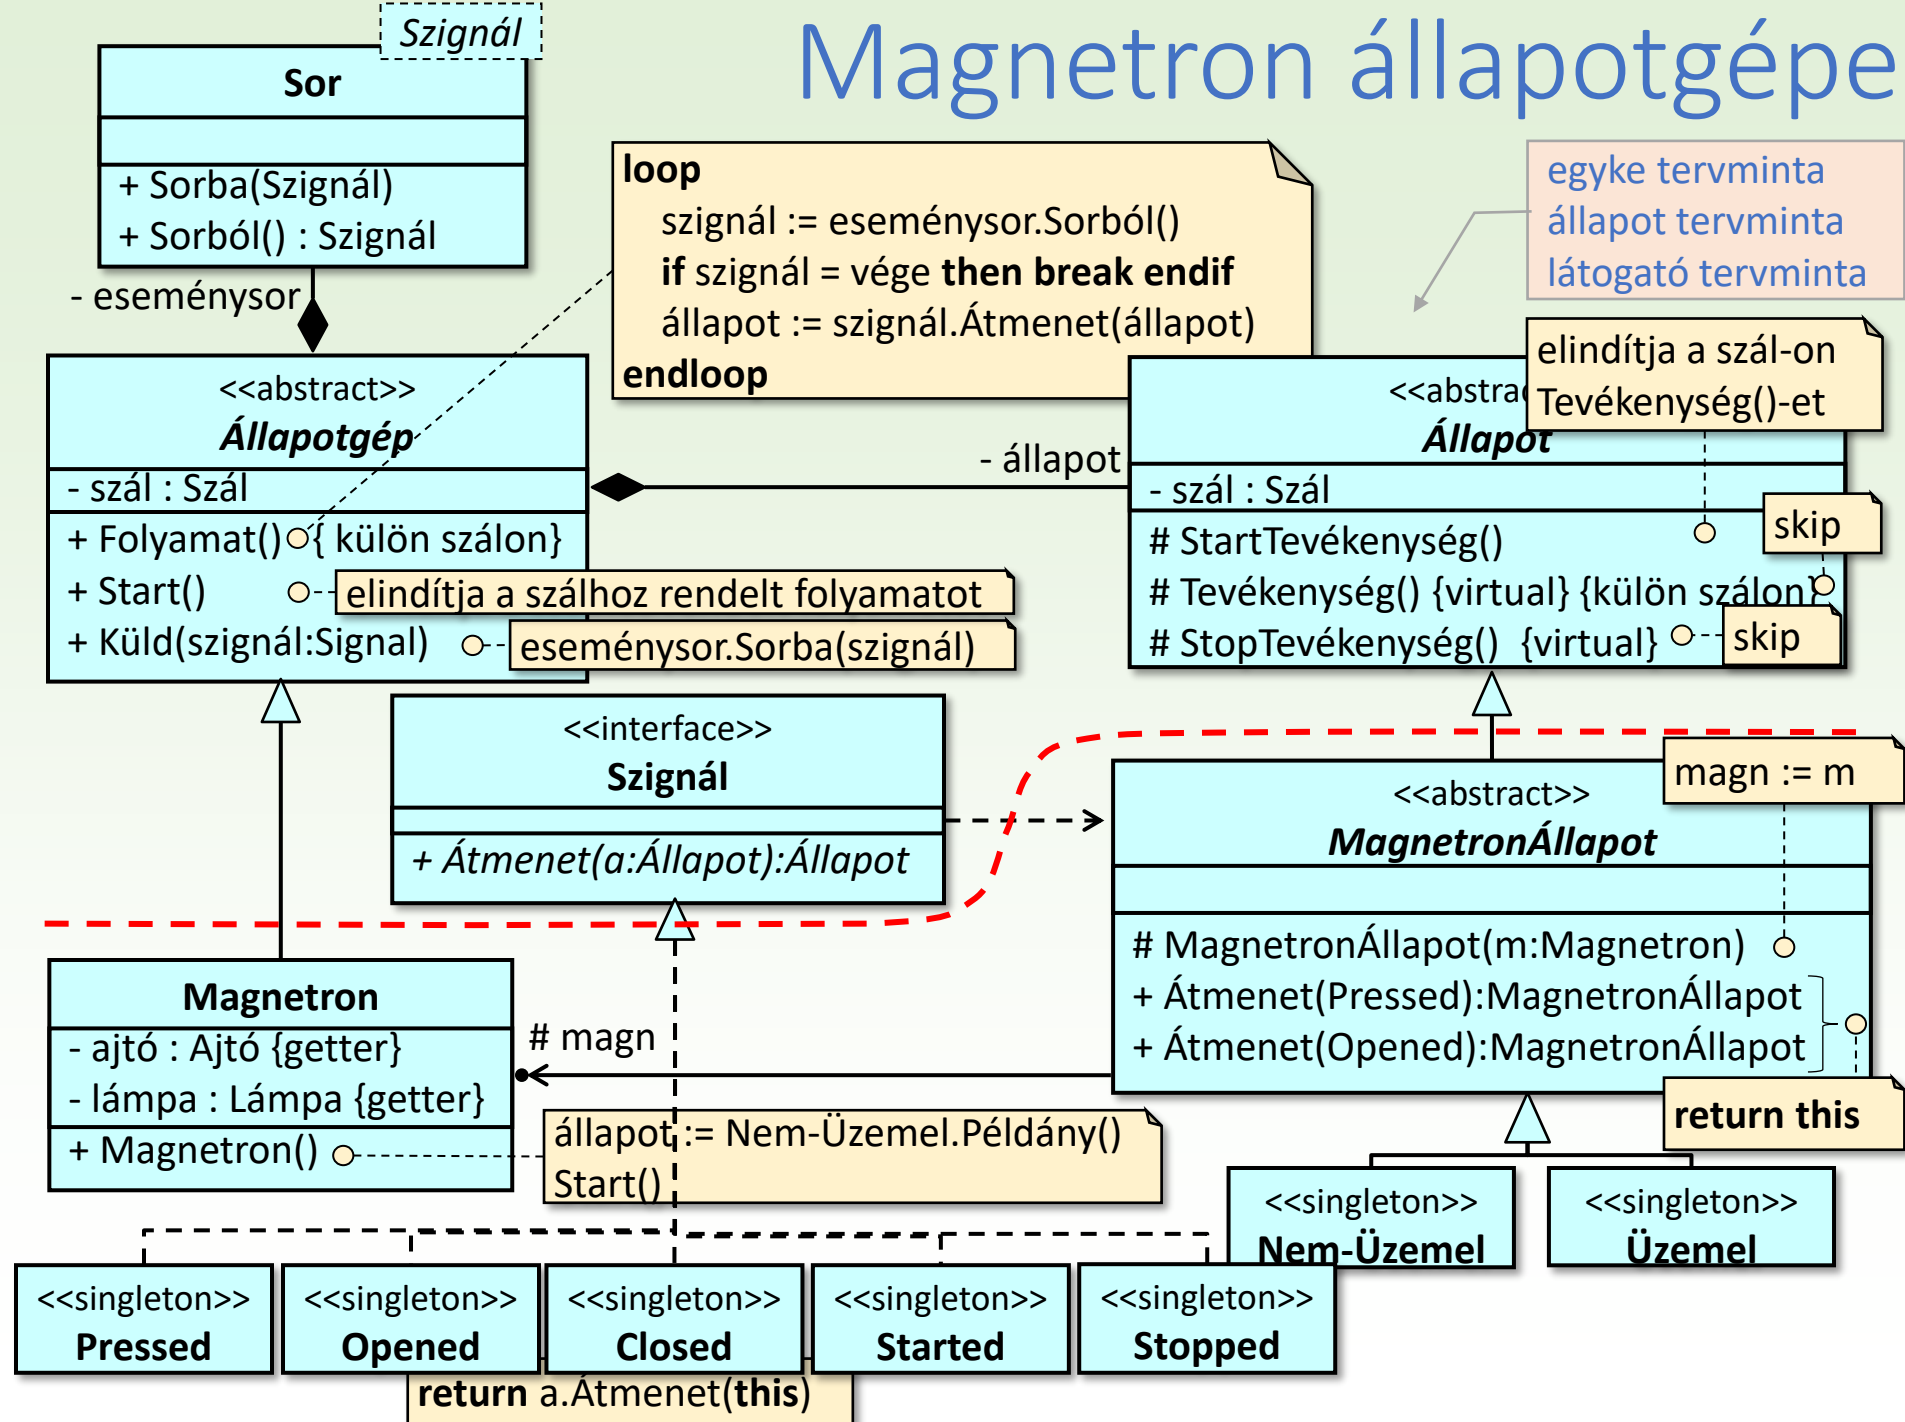 Magnetron állapotgépe
Szignál
Sor
+ Sorba(Szignál)
+ Sorból() : Szignál
- eseménysor
loop
szignál := eseménysor.Sorból()
if szignál = vége then break endif
állapot := szignál.Átmenet(állapot)
endloop
egyke tervminta
állapot tervminta
látogató tervminta
<<abstract>>
Állapotgép
- szál : Szál
+ Folyamat() { külön szálon}
+ Start()
+ Küld(szignál:Signal)
elindítja a szálhoz rendelt folyamatot
eseménysor.Sorba(szignál)
- állapot
elindítja a szál-on
Tevékenység()-et
<<abstrac
Állapot
- szál : Szál
# StartTevékenység()
# Tevékenység() {virtual} {külön szálon}
# StopTevékenység() {virtual}
skip
skip
<<interface>>
Szignál
+ Átmenet(a:Állapot):Állapot
magn := m
<<abstract>>
MagnetronÁllapot
# MagnetronÁllapot(m:Magnetron)
+ Átmenet(Pressed):MagnetronÁllapot
+ Átmenet(Opened):MagnetronÁllapot
return this
Magnetron
- ajtó : Ajtó {getter}
- lámpa : Lámpa {getter}
+ Magnetron()
# magn
állapot := Nem-Üzemel.Példány()
Start()
<<singleton>>
Nem-Üzemel
<<singleton>>
Üzemel
<<singleton>>
Pressed
<<singleton>>
Opened
<<singleton>>
Closed
<<singleton>>
Started
<<singleton>>
Stopped
return a.Átmenet(this)